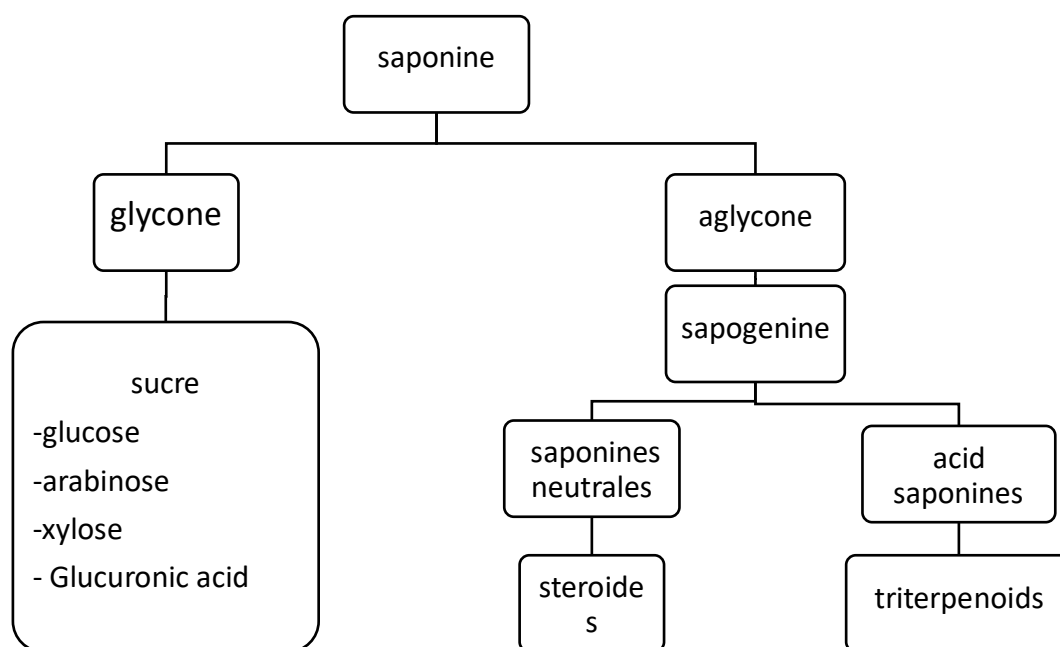 saponine
glycone
aglycone
sapogenine
sucre
-glucose
-arabinose
-xylose
- Glucuronic acid
saponines
neutrales
acid
saponines
steroide
s
triterpenoids